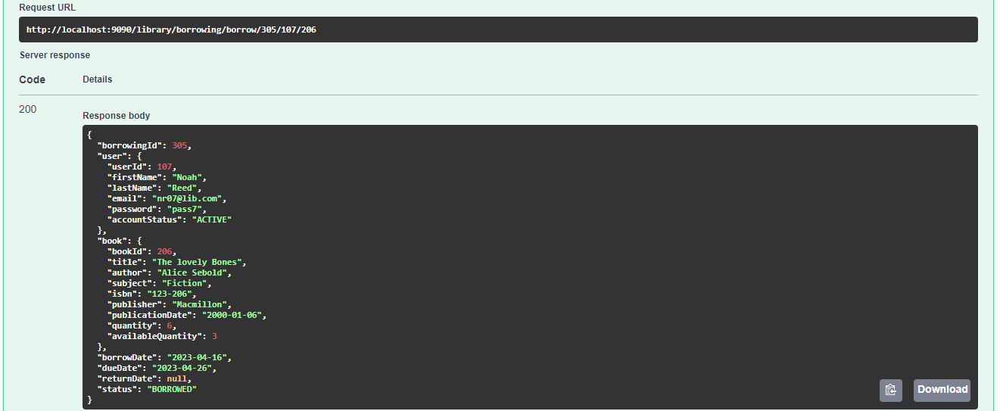 Request URL
http://localhost:9090/library/borrowing/borrow/305/107/206
Server response
Code Details
200
Response body
{
  "borrowingId": 305,
  "user": {
    "userId": 107,
    "firstName": "Noah",
    "lastName": "Reed",
    "email": "nr07@lib.com",
    "password": "pass7",
    "accountStatus": "ACTIVE"
  },
  "book": {
    "bookId": 206,
    "title": "The lovely Bones",
    "author": "Alice Sebold",
    "subject": "Fiction",
    "isbn": "123-206",
    "publisher": "Macmillon",
    "publicationDate": "2000-01-06",
    "quantity": 6,
    "availableQuantity": 3
  },
  "borrowDate": "2023-04-16",
  "dueDate": "2023-04-26",
  "returnDate": null,
  "status": "BORROWED"
}
Download